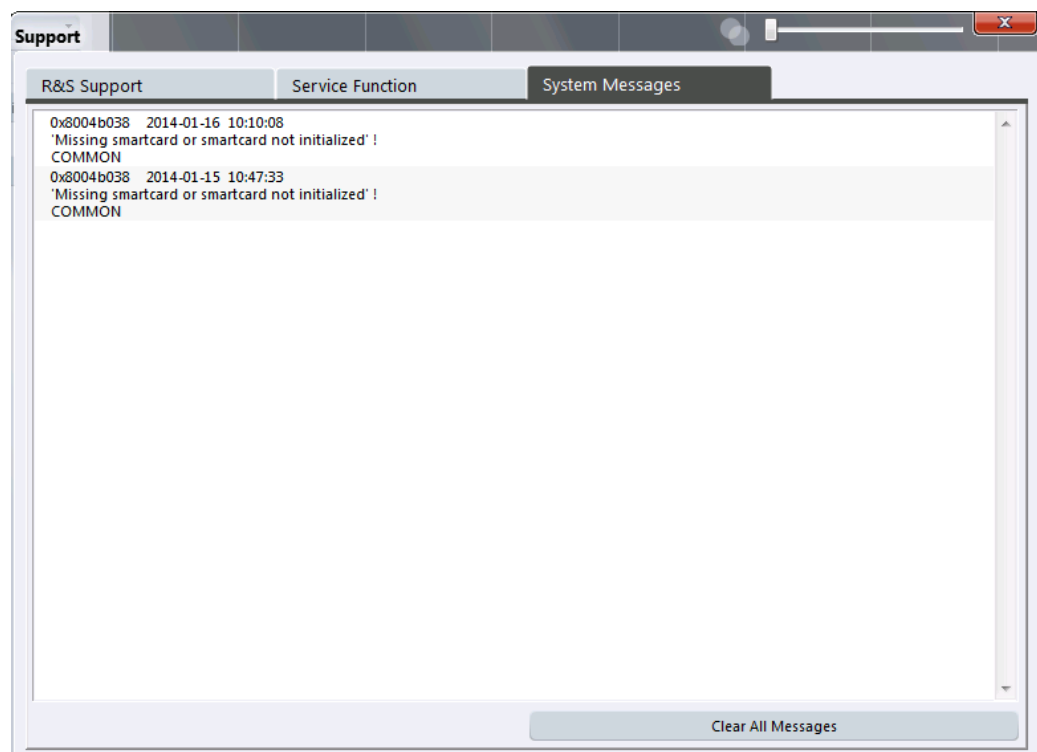 Support
R&S Support
Service Function
System Messages
0x8004b038 2014-01-16 10:10:08
'Missing smartcard or smartcard not initialized' !
COMMON
0x8004b038 2014-01-15 10:47:33
'Missing smartcard or smartcard not initialized' !
COMMON
Clear All Messages